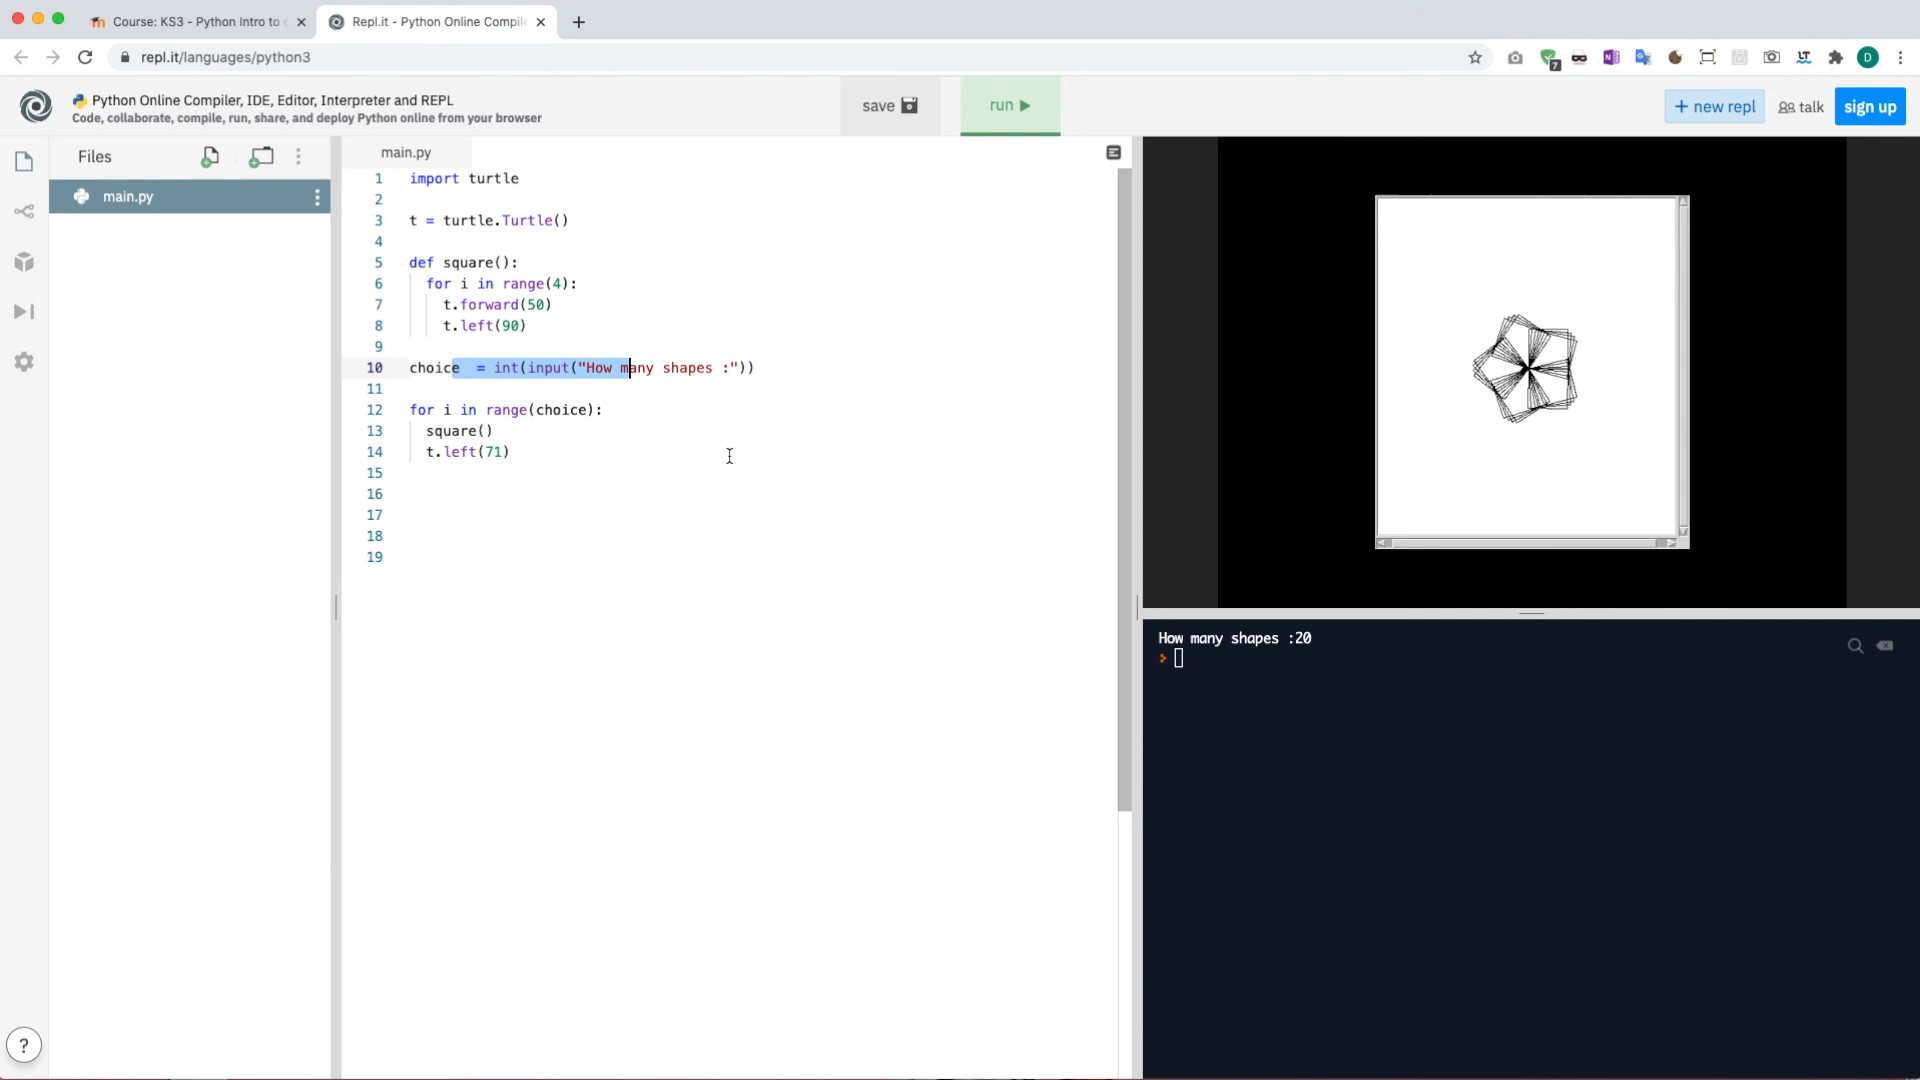 Course: KS3 - Python Intro to c
Repl.it - Python Online Compile
repl.it/languages/python3
7
D
Python Online Compiler, IDE, Editor, Interpreter and REPL
Code, collaborate, compile, run, share, and deploy Python online from your browser
save
run
+ new repl
talk
sign up
Files
main.py
main.py
1 import turtle
2
3 t = turtle.Turtle()
4
5 def square():
6 for i in range(4):
7 t.forward(50)
8 t.left(90)
9
10 choice  = int(input("How many shapes :"))
11
12 for i in range(choice):
13 square()
14 t.left(71)
15
16
17
18
19
How many shapes :20
?